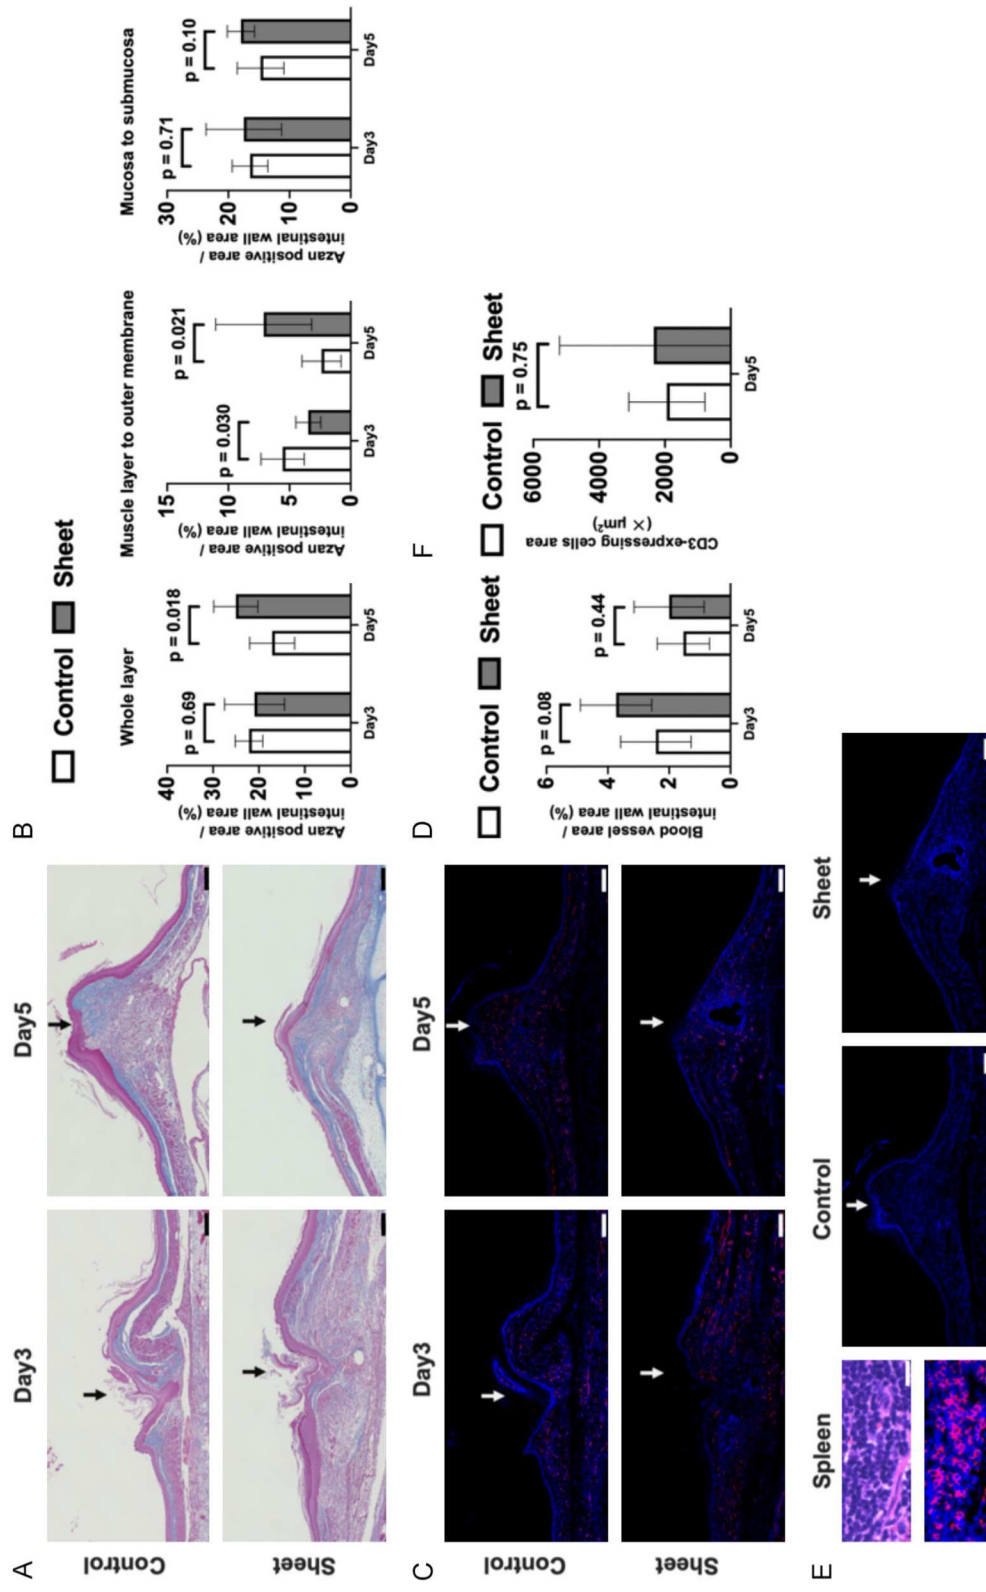 A
Day3
Day5
Control
Sheet
B
Control
Sheet
Whole layer
Azan positive area /
intestinal wall area (%)
40
30
20
10
0
p = 0.69
p = 0.018
Day3
Day5
Muscle layer to outer membrane
Azan positive area /
intestinal wall area (%)
15
10
5
0
p = 0.030
p = 0.021
Day3
Day5
Mucosa to submucosa
Azan positive area /
intestinal wall area (%)
30
20
10
0
p = 0.71
p = 0.10
Day3
Day5
C
Day3
Day5
Control
Sheet
D
Control
Sheet
Blood vessel area /
intestinal wall area (%)
6
4
2
0
p = 0.08
p = 0.44
Day3
Day5
E
Spleen
Control
Sheet
F
Control
Sheet
CD3-expressing cells area
(× μm²)
6000
4000
2000
0
p = 0.75
Day5